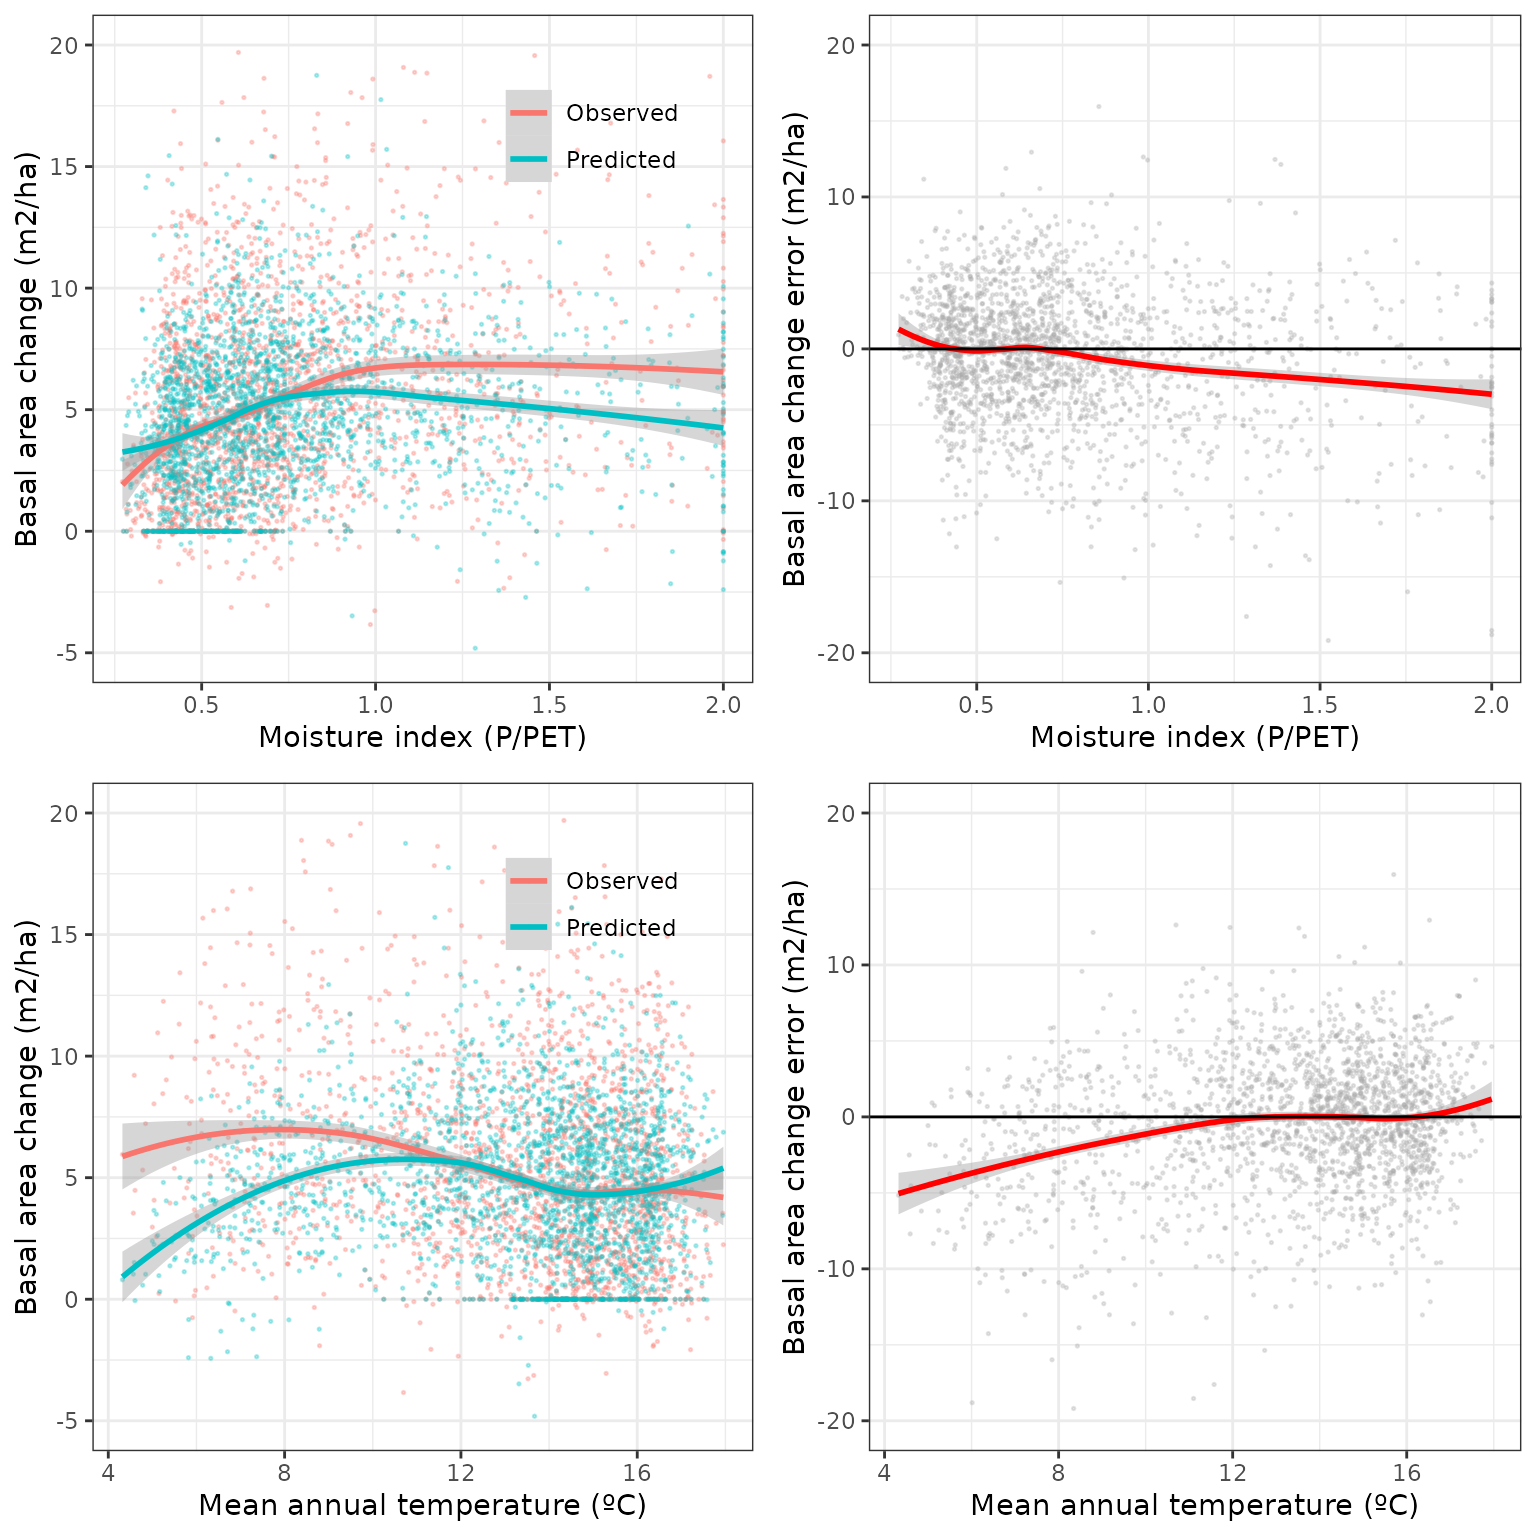 20
15
10
5
0
-5
Basal area change (m2/ha)
Observed
Predicted
0.5 1.0 1.5 2.0
Moisture index (P/PET)
20
10
0
-10
-20
Basal area change error (m2/ha)
0.5 1.0 1.5 2.0
Moisture index (P/PET)
20
15
10
5
0
-5
Basal area change (m2/ha)
Observed
Predicted
4 8 12 16
Mean annual temperature (ºC)
20
10
0
-10
-20
Basal area change error (m2/ha)
4 8 12 16
Mean annual temperature (ºC)